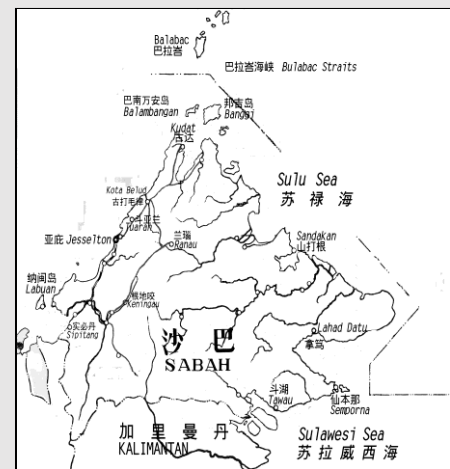 Balabac
巴拉峇
巴拉峇海峡 Bulabac Straits
巴南万安岛
Balambangan
邦吉岛
Banggi
Kudat
古达
Sulu Sea
苏禄海
Kota Belud
古打毛律
斗亚兰
Tuaran
亚庇 Jesselton
兰瑙
Ranau
Sandakan
山打根
纳闽岛
Labuan
根地咬
Keningau
实必丹
Sipitang
沙巴
SABAH
Lahad Datu
拿笃
斗湖
Tawau
仙本那
Semporna
加里曼丹
KALIMANTAN
Sulawesi Sea
苏拉威西海